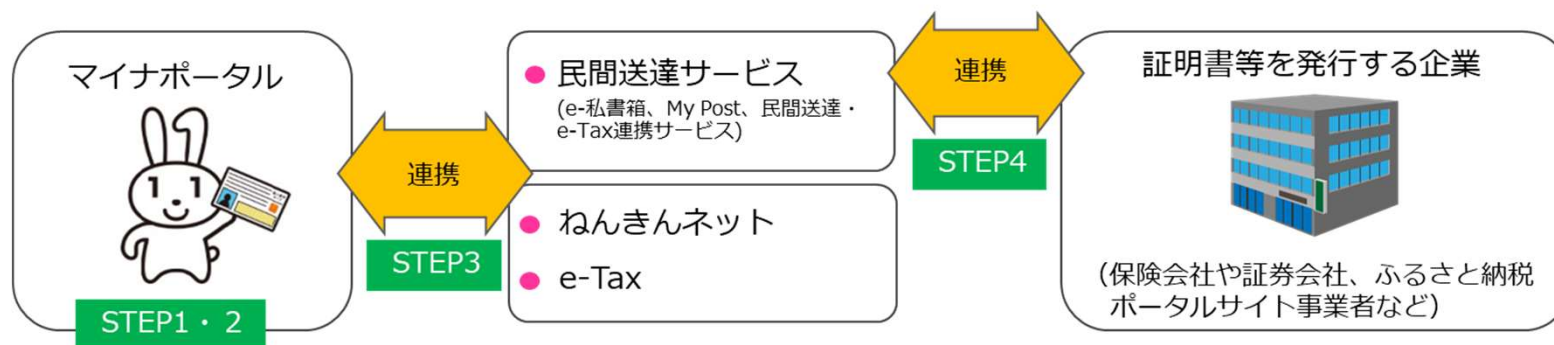 マイナポータル
STEP1・2
連携
STEP3
民間送達サービス
(e-私書箱、My Post、民間送達・
e-Tax連携サービス)
ねんきんネット
e-Tax
連携
STEP4
証明書等を発行する企業
(保険会社や証券会社、ふるさと納税
ポータルサイト事業者など)